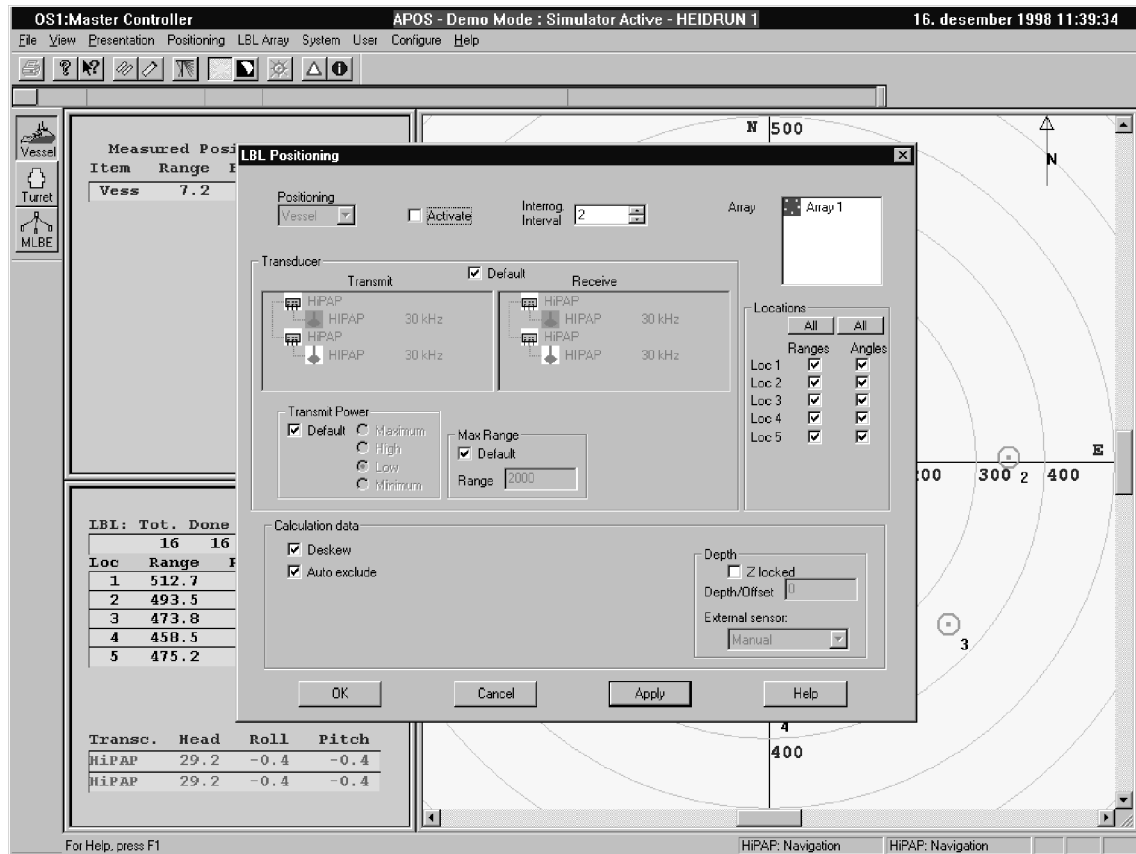 OS1:Master Controller APOS - Demo Mode : Simulator Active - HEIDRUN 1 16. desember 1998 11:39:34
File View Presentation Positioning LBL Array System User Configure Help
Vessel
Turret
MLBE
Measured Posi
Item Range
Vess 7.2
LBL: Tot. Done
16 16
Loc Range
1 512.7
2 493.5
3 473.8
4 458.5
5 475.2
Transc. Head Roll Pitch
HiPAP 29.2 -0.4 -0.4
HiPAP 29.2 -0.4 -0.4
LBL Positioning
Positioning
Vessel
Activate
Interrog.
Interval
2
Array
Array 1
Transducer
Default
Transmit Receive
HiPAP HiPAP
HIPAP 30 kHz HIPAP 30 kHz
HiPAP HiPAP
HIPAP 30 kHz HIPAP 30 kHz
Locations
All All
Ranges Angles
Loc 1
Loc 2
Loc 3
Loc 4
Loc 5
Transmit Power
Default Maximum
High
Low
Minimum
Max Range
Default
Range 2000
Calculation data
Deskew
Auto exclude
Depth
Z locked
Depth/Offset 0
External sensor:
Manual
OK Cancel Apply Help
N 500
N
E
300 2 400
3
4
400
For Help, press F1 HiPAP: Navigation HiPAP: Navigation